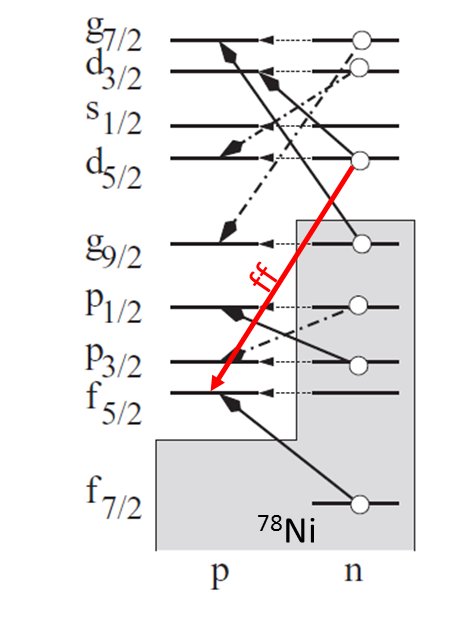 g7/2
d3/2
s1/2
d5/2
g9/2
ff
p1/2
p3/2
f5/2
f7/2
78Ni
p n